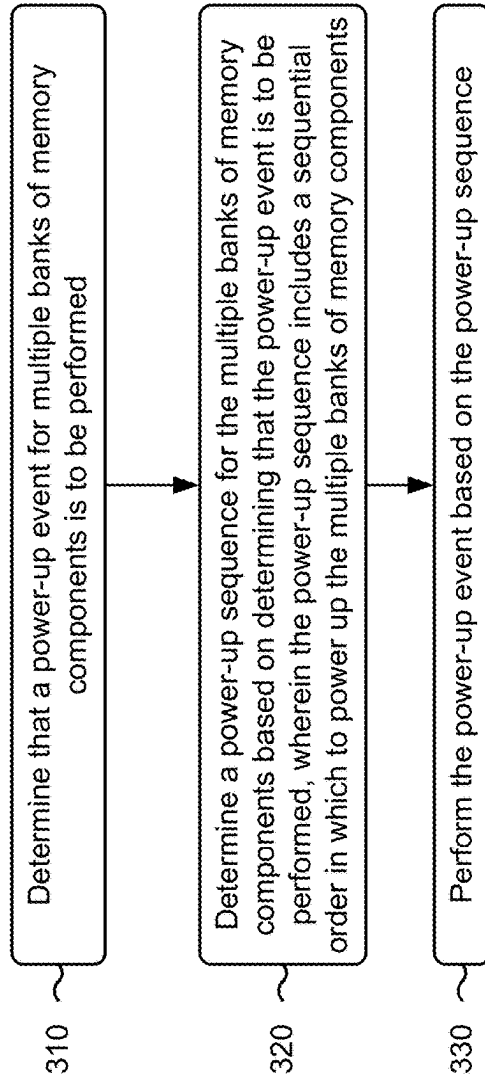 310
Determine that a power-up event for multiple banks of memory
components is to be performed
320
Determine a power-up sequence for the multiple banks of memory
components based on determining that the power-up event is to be
performed, wherein the power-up sequence includes a sequential
order in which to power up the multiple banks of memory components
330
Perform the power-up event based on the power-up sequence